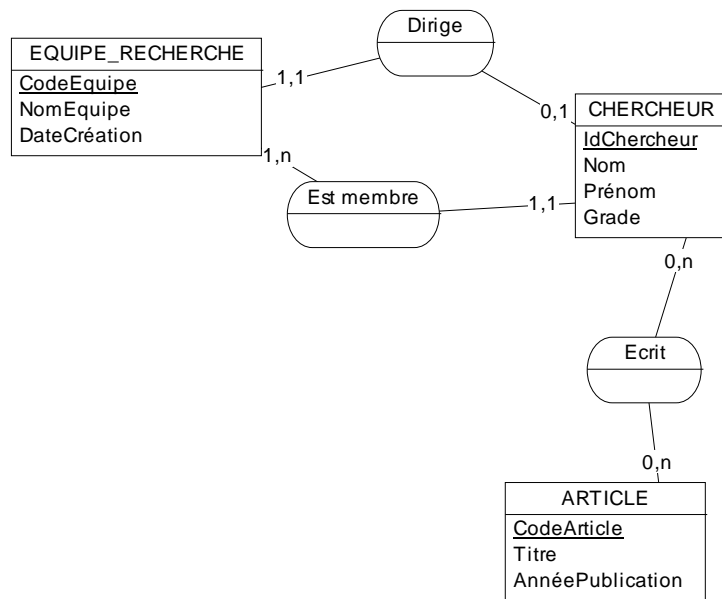 Dirige
EQUIPE_RECHERCHE
CodeEquipe
NomEquipe
DateCréation
1,1
0,1
CHERCHEUR
IdChercheur
Nom
Prénom
Grade
1,n
Est membre
1,1
0,n
Ecrit
0,n
ARTICLE
CodeArticle
Titre
AnnéePublication